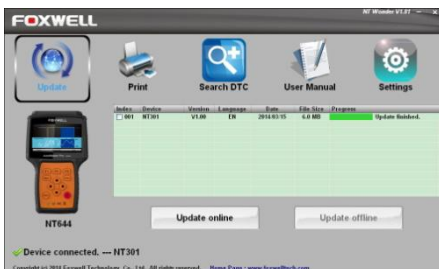 NT Wonder V1.01
FOXWELL
Update
Print
Search DTC
User Manual
Settings
Index Device Version Language Date File Size Progress
001 NT301 V1.00 EN 2014/03/15 6.0 MB Update finished.
FOXWELL
NT644
Update online
Update offline
Device connected. --- NT301
Copyright (c) 2014 Foxwell Technology Co., Ltd. All rights reserved. Home Page : www.foxwelltech.com